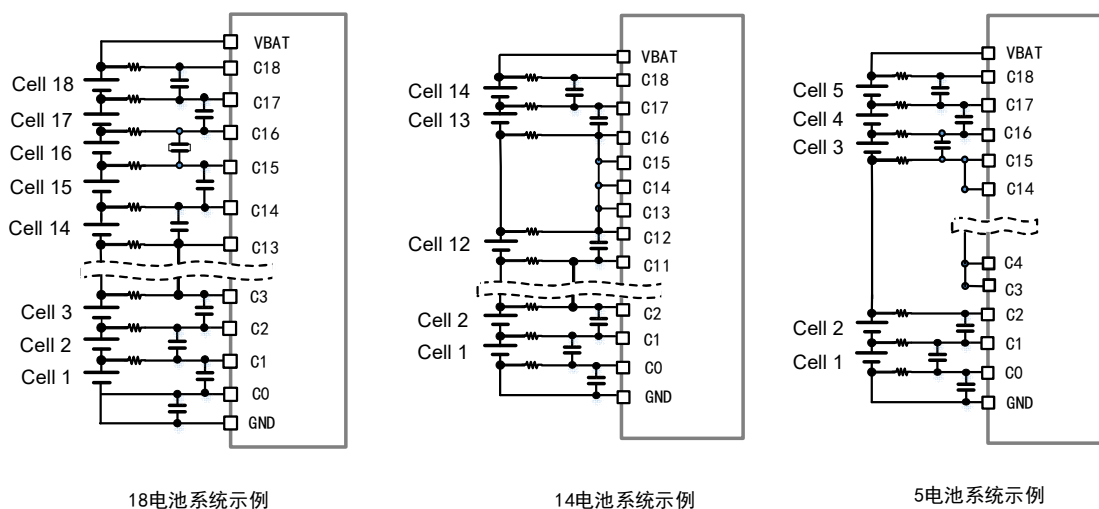 VBAT
Cell 18
C18
C17
Cell 17
C16
Cell 16
C15
Cell 15
C14
Cell 14
C13
C3
Cell 3
C2
Cell 2
C1
Cell 1
C0
GND
18电池系统示例
VBAT
C18
Cell 14
C17
Cell 13
C16
C15
C14
C13
C12
Cell 12
C11
C2
Cell 2
C1
Cell 1
C0
GND
14电池系统示例
VBAT
C18
Cell 5
C17
Cell 4
C16
Cell 3
C15
C14
C4
C3
C2
Cell 2
C1
Cell 1
C0
GND
5电池系统示例